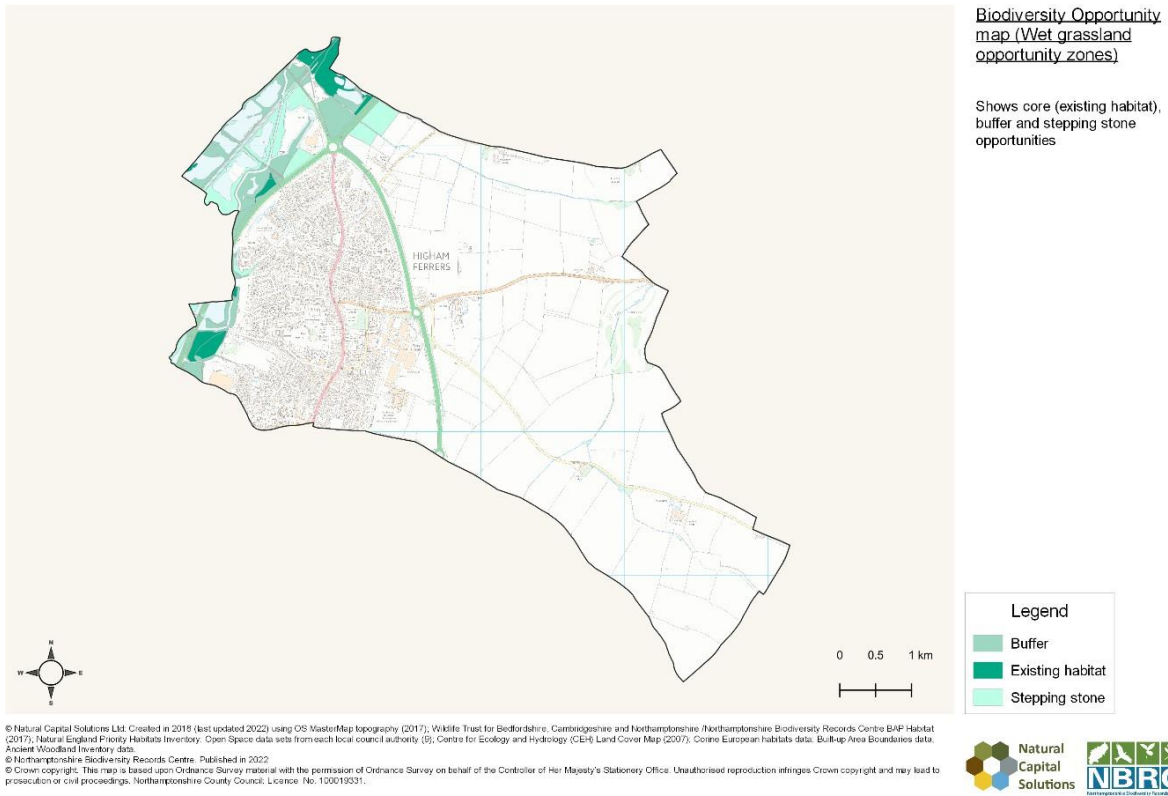 Biodiversity Opportunity
map (Wet grassland
opportunity zones)
Shows core (existing habitat),
buffer and stepping stone
opportunities
HIGHAM
FERRERS
N
W
E
S
0 0.5 1 km
Legend
Buffer
Existing habitat
Stepping stone
© Natural Capital Solutions Ltd. Created in 2018 (last updated 2022) using OS MasterMap topography (2017); Wildlife Trust for Bedfordshire, Cambridgeshire and Northamptonshire /Northamptonshire Biodiversity Records Centre BAP Habitat
(2017); Natural England Priority Habitats Inventory; Open Space data sets from each local council authority (9); Centre for Ecology and Hydrology (CEH) Land Cover Map (2007); Corine European habitats data; Built-up Area Boundaries data;
Ancient Woodland Inventory data.
© Northamptonshire Biodiversity Records Centre. Published in 2022
© Crown copyright. This map is based upon Ordnance Survey material with the permission of Ordnance Survey on behalf of the Controller of Her Majesty's Stationery Office. Unauthorised reproduction infringes Crown copyright and may lead to
prosecution or civil proceedings. Northamptonshire County Council: Licence No. 100019331.
Natural
Capital
Solutions
NBRC